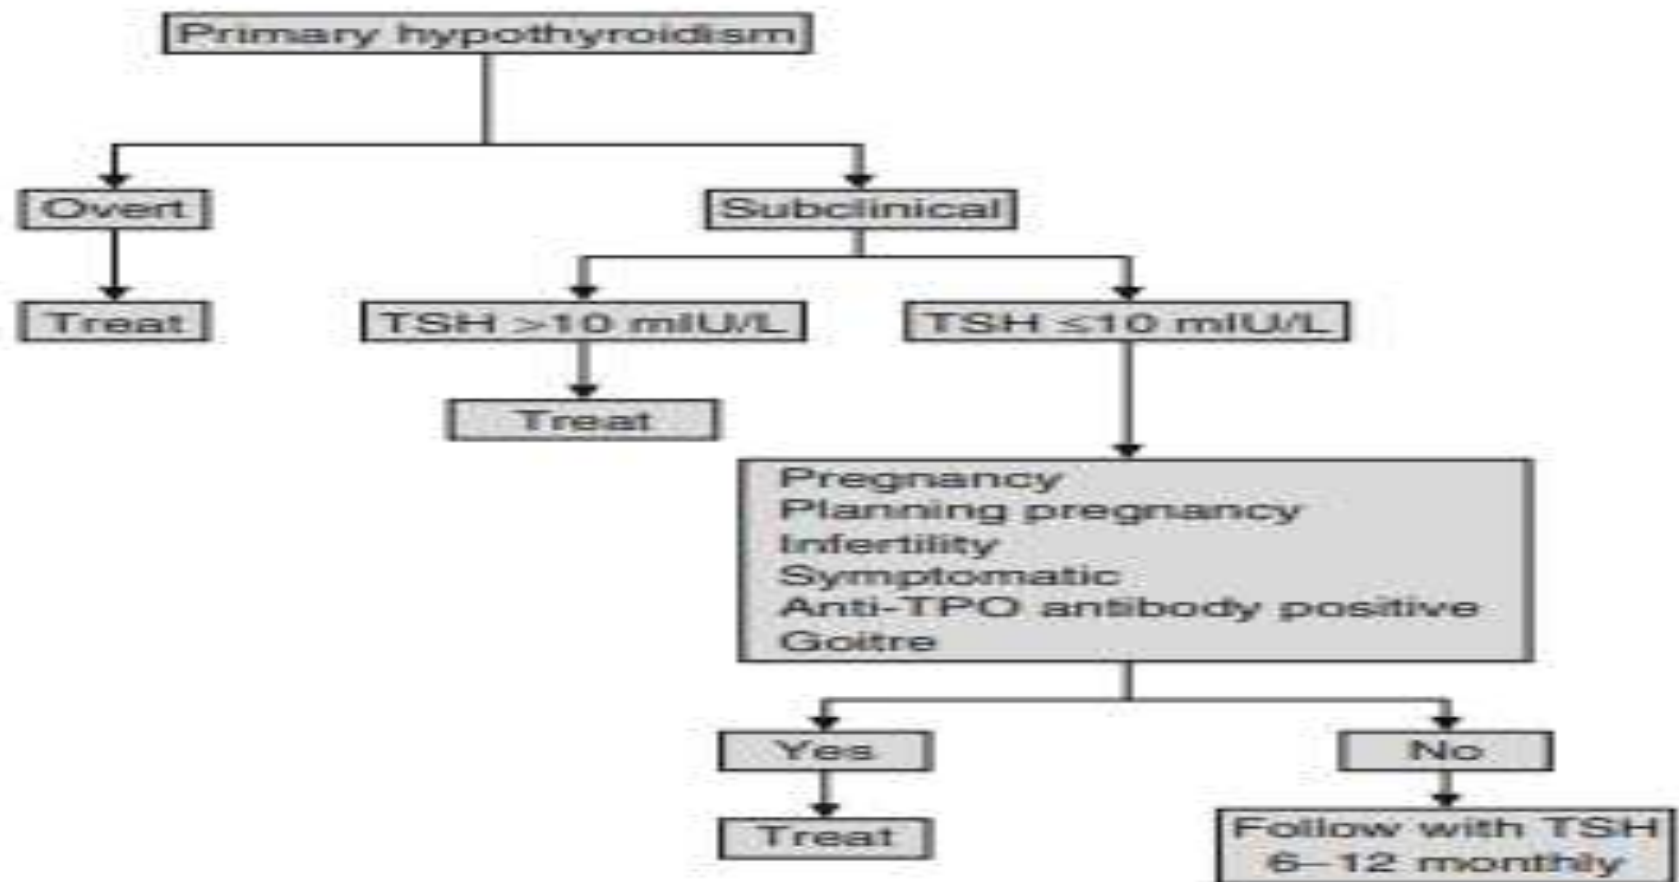 Primary hypothyroidism
Overt
Subclinical
Treat
TSH >10 mIU/L
TSH ≤10 mIU/L
Treat
Pregnancy
Planning pregnancy
Infertility
Symptomatic
Anti-TPO antibody positive
Goitre
Yes
No
Treat
Follow with TSH
6–12 monthly